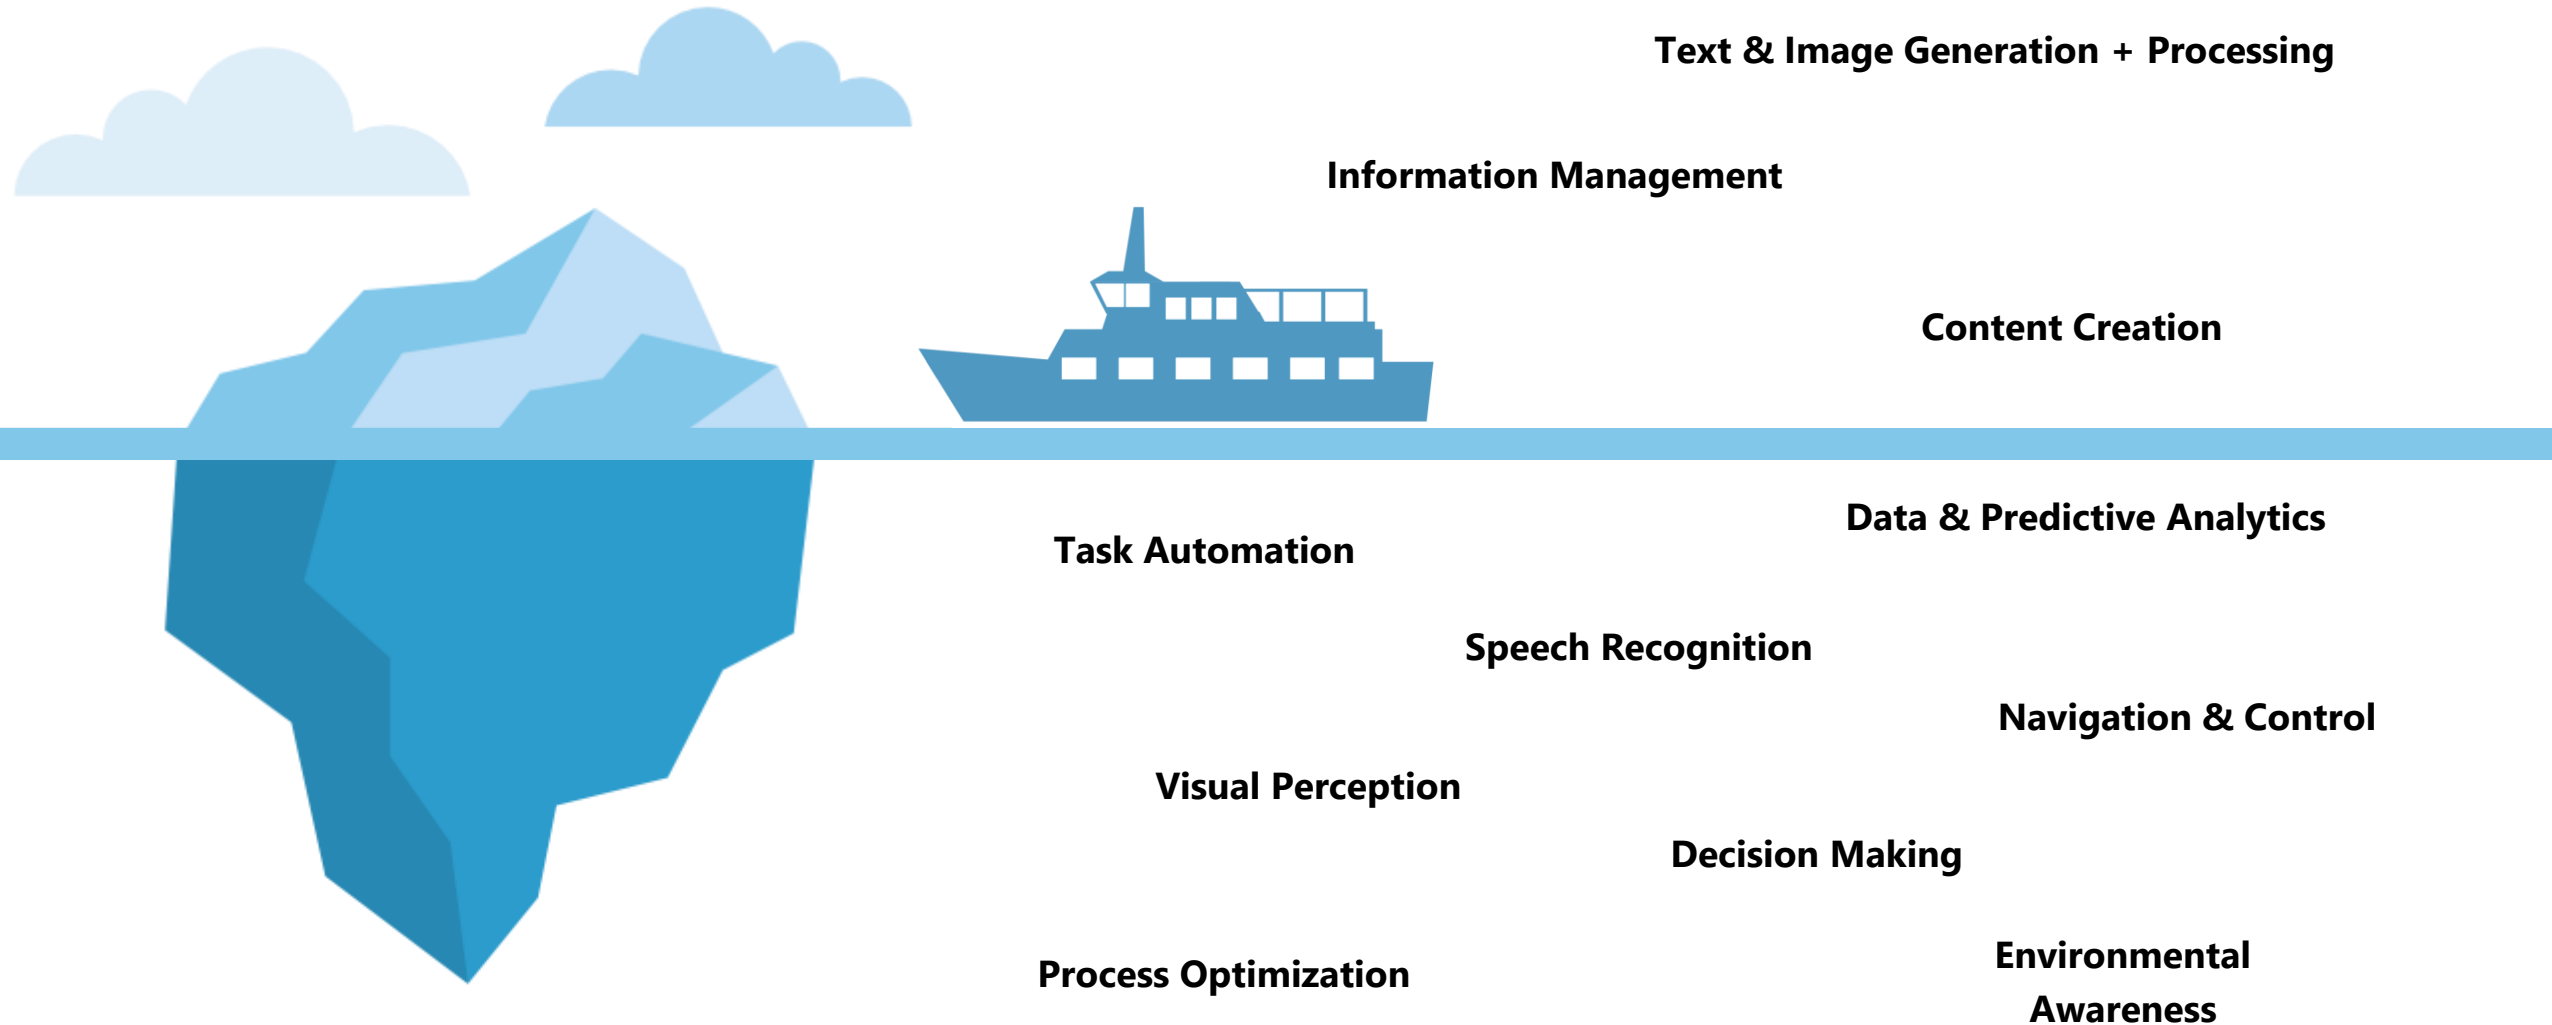 Text & Image Generation + Processing
Information Management
Content Creation
Data & Predictive Analytics
Task Automation
Speech Recognition
Navigation & Control
Visual Perception
Decision Making
Process Optimization
Environmental
Awareness